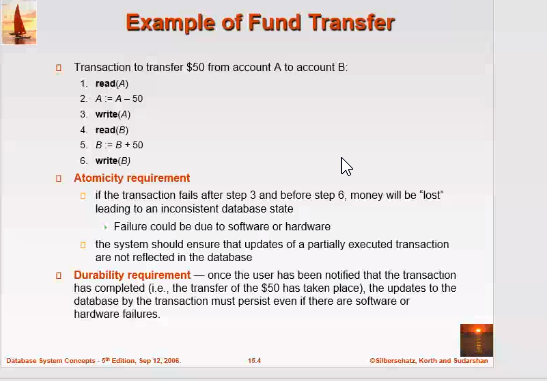 Example of Fund Transfer
Transaction to transfer $50 from account A to account B:
1. read(A)
2. A := A – 50
3. write(A)
4. read(B)
5. B := B + 50
6. write(B)
Atomicity requirement
if the transaction fails after step 3 and before step 6, money will be "lost"
leading to an inconsistent database state
Failure could be due to software or hardware
the system should ensure that updates of a partially executed transaction
are not reflected in the database
Durability requirement — once the user has been notified that the transaction
has completed (i.e., the transfer of the $50 has taken place), the updates to the
database by the transaction must persist even if there are software or
hardware failures.
Database System Concepts - 5th Edition, Sep 12, 2006.
15.4
©Silberschatz, Korth and Sudarshan